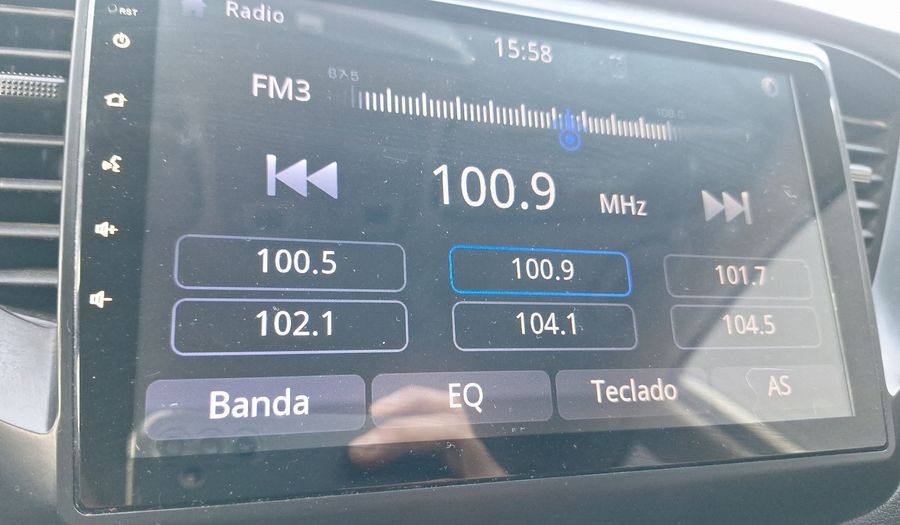 RST
Radio
15:58
FM3
87.5
108.0
100.9 MHz
100.5 100.9 101.7
102.1 104.1 104.5
Banda EQ Teclado AS